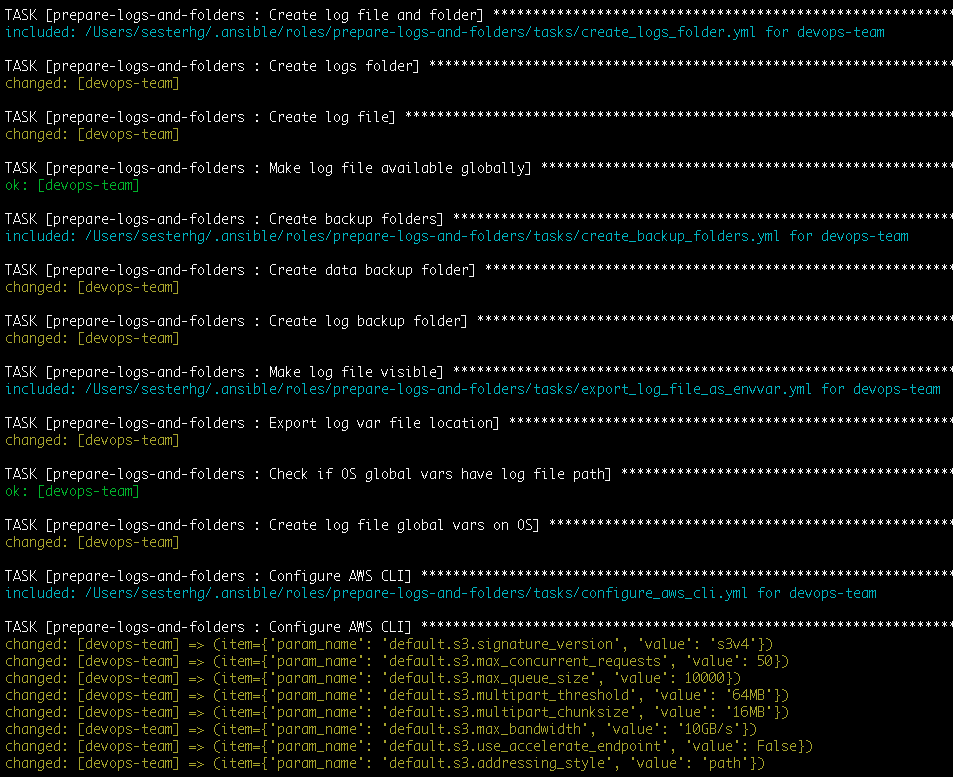 TASK [prepare-logs-and-folders : Create log file and folder] **********************************************************
included: /Users/sesterhg/.ansible/roles/prepare-logs-and-folders/tasks/create_logs_folder.yml for devops-team
TASK [prepare-logs-and-folders : Create logs folder] ******************************************************************
changed: [devops-team]
TASK [prepare-logs-and-folders : Create log file] *********************************************************************
changed: [devops-team]
TASK [prepare-logs-and-folders : Make log file available globally] ****************************************************
ok: [devops-team]
TASK [prepare-logs-and-folders : Create backup folders] ***************************************************************
included: /Users/sesterhg/.ansible/roles/prepare-logs-and-folders/tasks/create_backup_folders.yml for devops-team
TASK [prepare-logs-and-folders : Create data backup folder] ***********************************************************
changed: [devops-team]
TASK [prepare-logs-and-folders : Create log backup folder] ************************************************************
changed: [devops-team]
TASK [prepare-logs-and-folders : Make log file visible] ***************************************************************
included: /Users/sesterhg/.ansible/roles/prepare-logs-and-folders/tasks/export_log_file_as_envvar.yml for devops-team
TASK [prepare-logs-and-folders : Export log var file location] ********************************************************
changed: [devops-team]
TASK [prepare-logs-and-folders : Check if OS global vars have log file path] ******************************************
ok: [devops-team]
TASK [prepare-logs-and-folders : Create log file global vars on OS] ***************************************************
changed: [devops-team]
TASK [prepare-logs-and-folders : Configure AWS CLI] *******************************************************************
included: /Users/sesterhg/.ansible/roles/prepare-logs-and-folders/tasks/configure_aws_cli.yml for devops-team
TASK [prepare-logs-and-folders : Configure AWS CLI] *******************************************************************
changed: [devops-team] => (item={'param_name': 'default.s3.signature_version', 'value': 's3v4'})
changed: [devops-team] => (item={'param_name': 'default.s3.max_concurrent_requests', 'value': 50})
changed: [devops-team] => (item={'param_name': 'default.s3.max_queue_size', 'value': 10000})
changed: [devops-team] => (item={'param_name': 'default.s3.multipart_threshold', 'value': '64MB'})
changed: [devops-team] => (item={'param_name': 'default.s3.multipart_chunksize', 'value': '16MB'})
changed: [devops-team] => (item={'param_name': 'default.s3.max_bandwidth', 'value': '10GB/s'})
changed: [devops-team] => (item={'param_name': 'default.s3.use_accelerate_endpoint', 'value': False})
changed: [devops-team] => (item={'param_name': 'default.s3.addressing_style', 'value': 'path'})